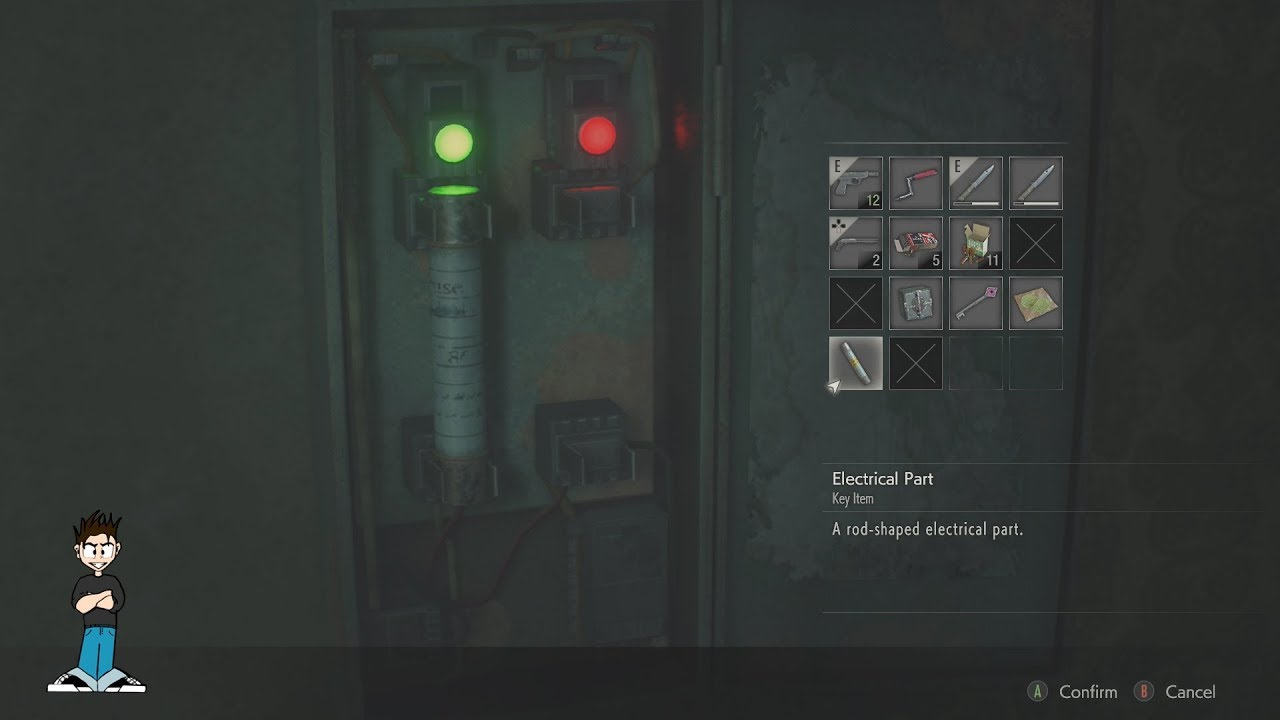 E
12
E
2
5
11
Electrical Part
Key Item
A rod-shaped electrical part.
A Confirm B Cancel